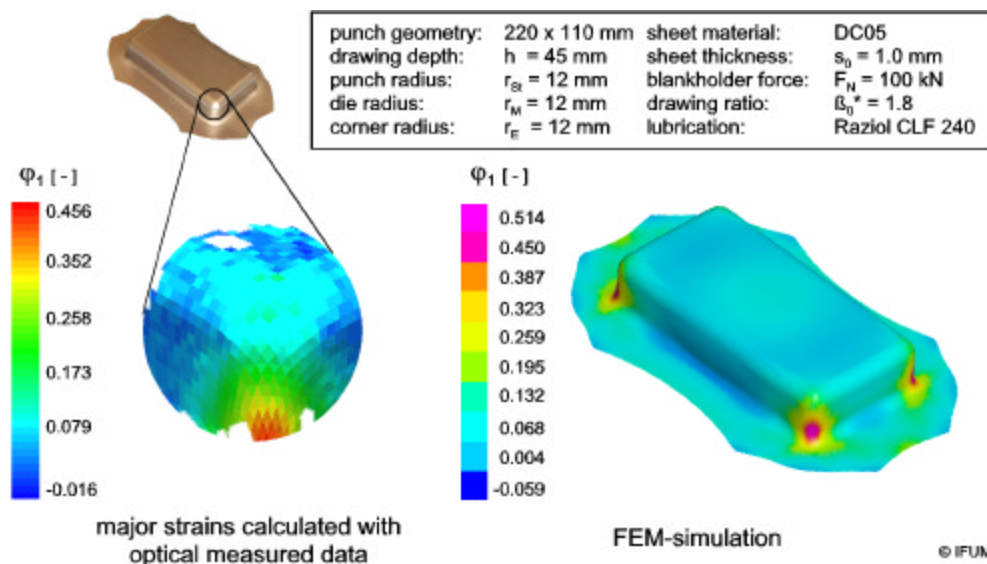 punch geometry: 220 x 110 mm sheet material: DC05
drawing depth: h = 45 mm sheet thickness: s₀ = 1.0 mm
punch radius: r_St = 12 mm blankholder force: F_N = 100 kN
die radius: r_M = 12 mm drawing ratio: ß₀* = 1.8
corner radius: r_E = 12 mm lubrication: Raziol CLF 240
φ₁ [-]
0.456
0.352
0.258
0.173
0.079
-0.016
major strains calculated with
optical measured data
φ₁ [-]
0.514
0.450
0.387
0.323
0.259
0.195
0.132
0.068
0.004
-0.059
FEM-simulation
© IFUM